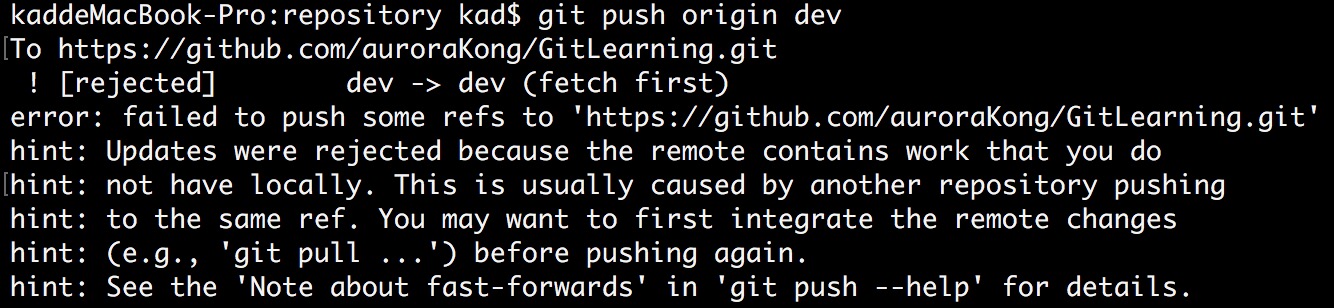 kaddeMacBook-Pro:repository kad$ git push origin dev
[To https://github.com/auroraKong/GitLearning.git
 ! [rejected]        dev -> dev (fetch first)
error: failed to push some refs to 'https://github.com/auroraKong/GitLearning.git'
hint: Updates were rejected because the remote contains work that you do
[hint: not have locally. This is usually caused by another repository pushing
hint: to the same ref. You may want to first integrate the remote changes
hint: (e.g., 'git pull ...') before pushing again.
hint: See the 'Note about fast-forwards' in 'git push --help' for details.